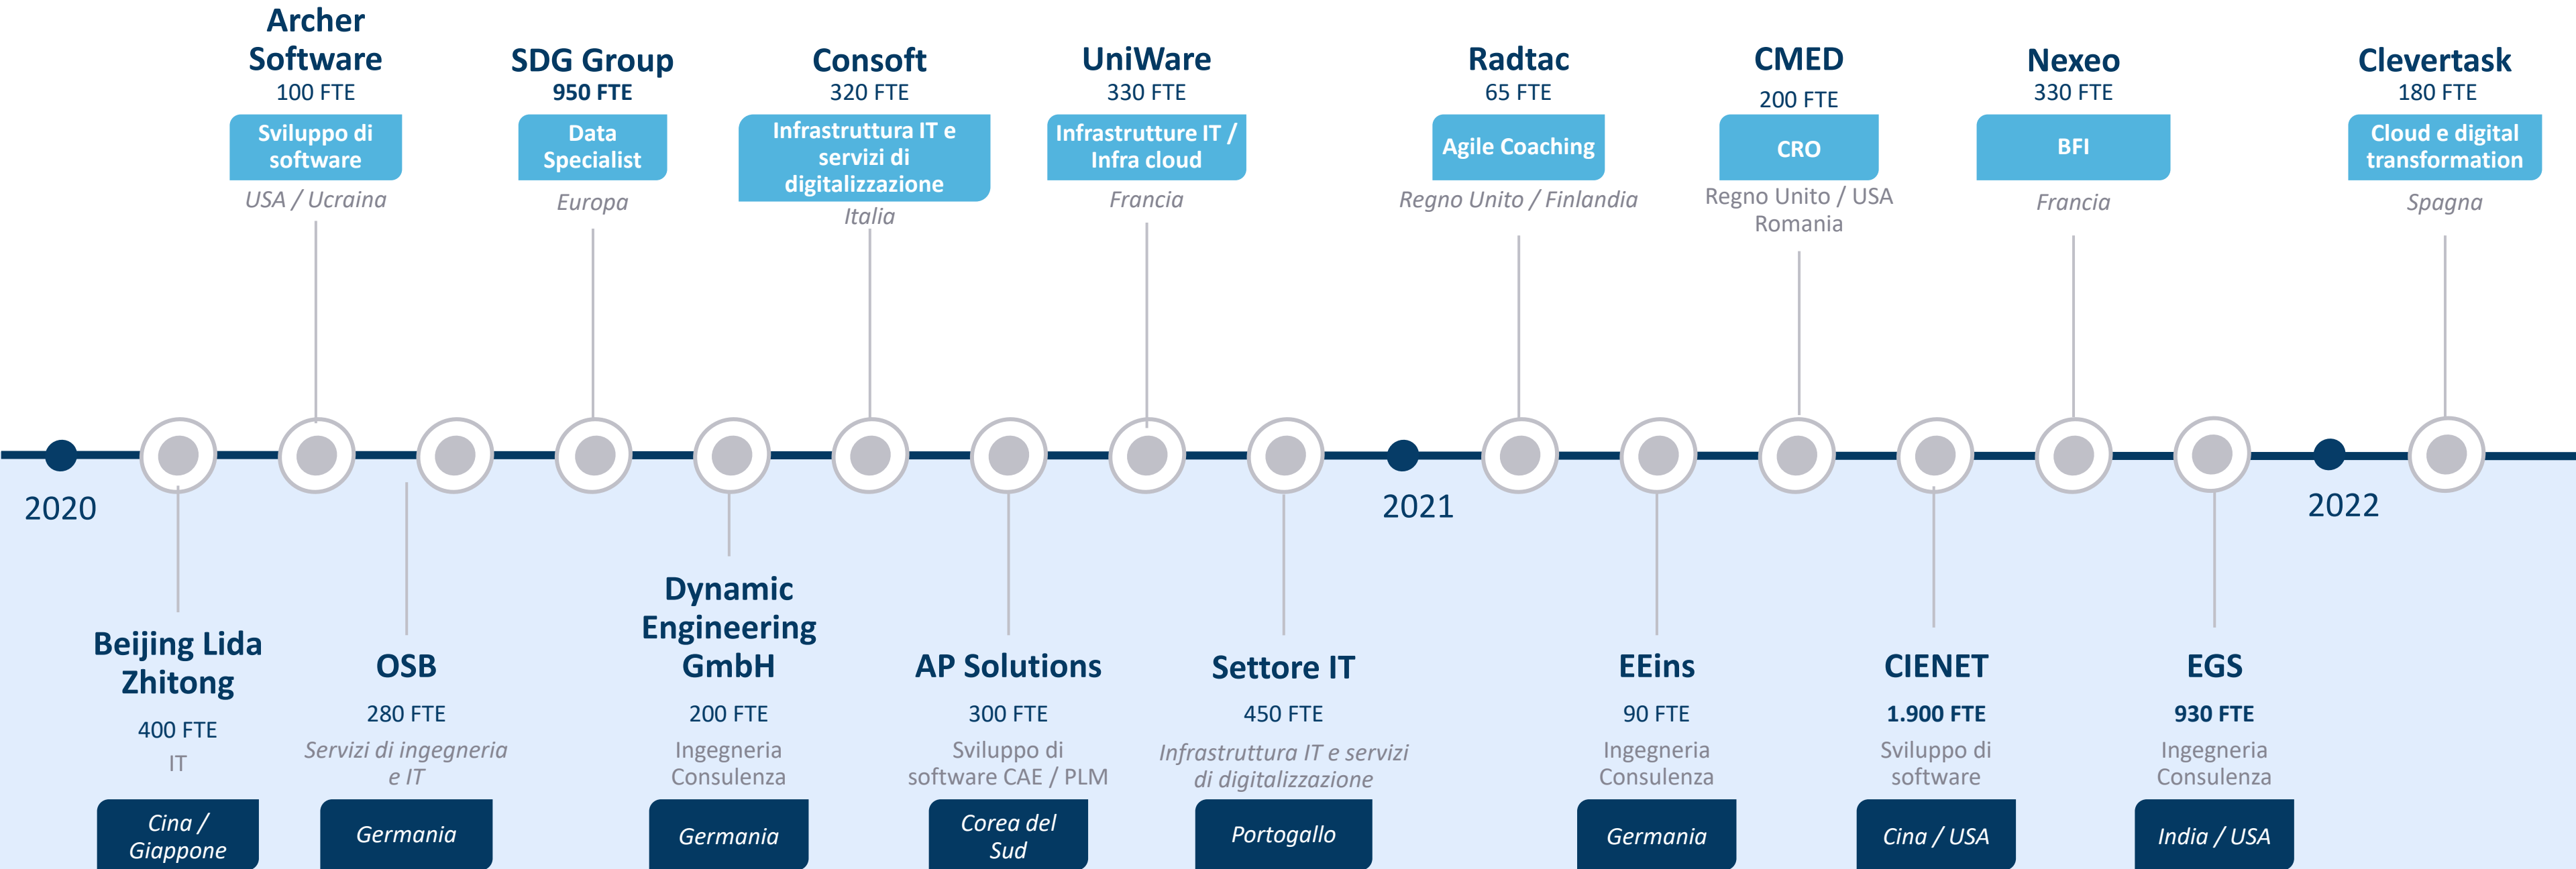 Archer
Software
100 FTE
Sviluppo di
software
USA / Ucraina
SDG Group
950 FTE
Data
Specialist
Europa
Consoft
320 FTE
Infrastruttura IT e
servizi di
digitalizzazione
Italia
UniWare
330 FTE
Infrastrutture IT /
Infra cloud
Francia
Radtac
65 FTE
Agile Coaching
Regno Unito / Finlandia
CMED
200 FTE
CRO
Regno Unito / USA
Romania
Nexeo
330 FTE
BFI
Francia
Clevertask
180 FTE
Cloud e digital
transformation
Spagna
2020
2021
2022
Beijing Lida
Zhitong
400 FTE
IT
Cina /
Giappone
OSB
280 FTE
Servizi di ingegneria
e IT
Germania
Dynamic
Engineering
GmbH
200 FTE
Ingegneria
Consulenza
Germania
AP Solutions
300 FTE
Sviluppo di
software CAE / PLM
Corea del
Sud
Settore IT
450 FTE
Infrastruttura IT e servizi
di digitalizzazione
Portogallo
EEins
90 FTE
Ingegneria
Consulenza
Germania
CIENET
1.900 FTE
Sviluppo di
software
Cina / USA
EGS
930 FTE
Ingegneria
Consulenza
India / USA